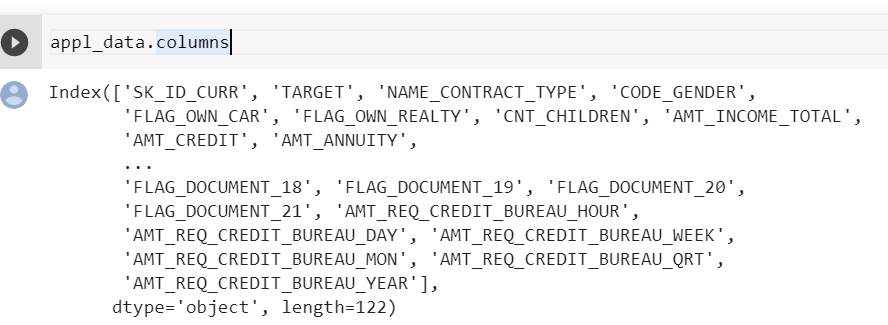 appl_data.columns
Index(['SK_ID_CURR', 'TARGET', 'NAME_CONTRACT_TYPE', 'CODE_GENDER',
'FLAG_OWN_CAR', 'FLAG_OWN_REALTY', 'CNT_CHILDREN', 'AMT_INCOME_TOTAL',
'AMT_CREDIT', 'AMT_ANNUITY',
...
'FLAG_DOCUMENT_18', 'FLAG_DOCUMENT_19', 'FLAG_DOCUMENT_20',
'FLAG_DOCUMENT_21', 'AMT_REQ_CREDIT_BUREAU_HOUR',
'AMT_REQ_CREDIT_BUREAU_DAY', 'AMT_REQ_CREDIT_BUREAU_WEEK',
'AMT_REQ_CREDIT_BUREAU_MON', 'AMT_REQ_CREDIT_BUREAU_QRT',
'AMT_REQ_CREDIT_BUREAU_YEAR'],
dtype='object', length=122)